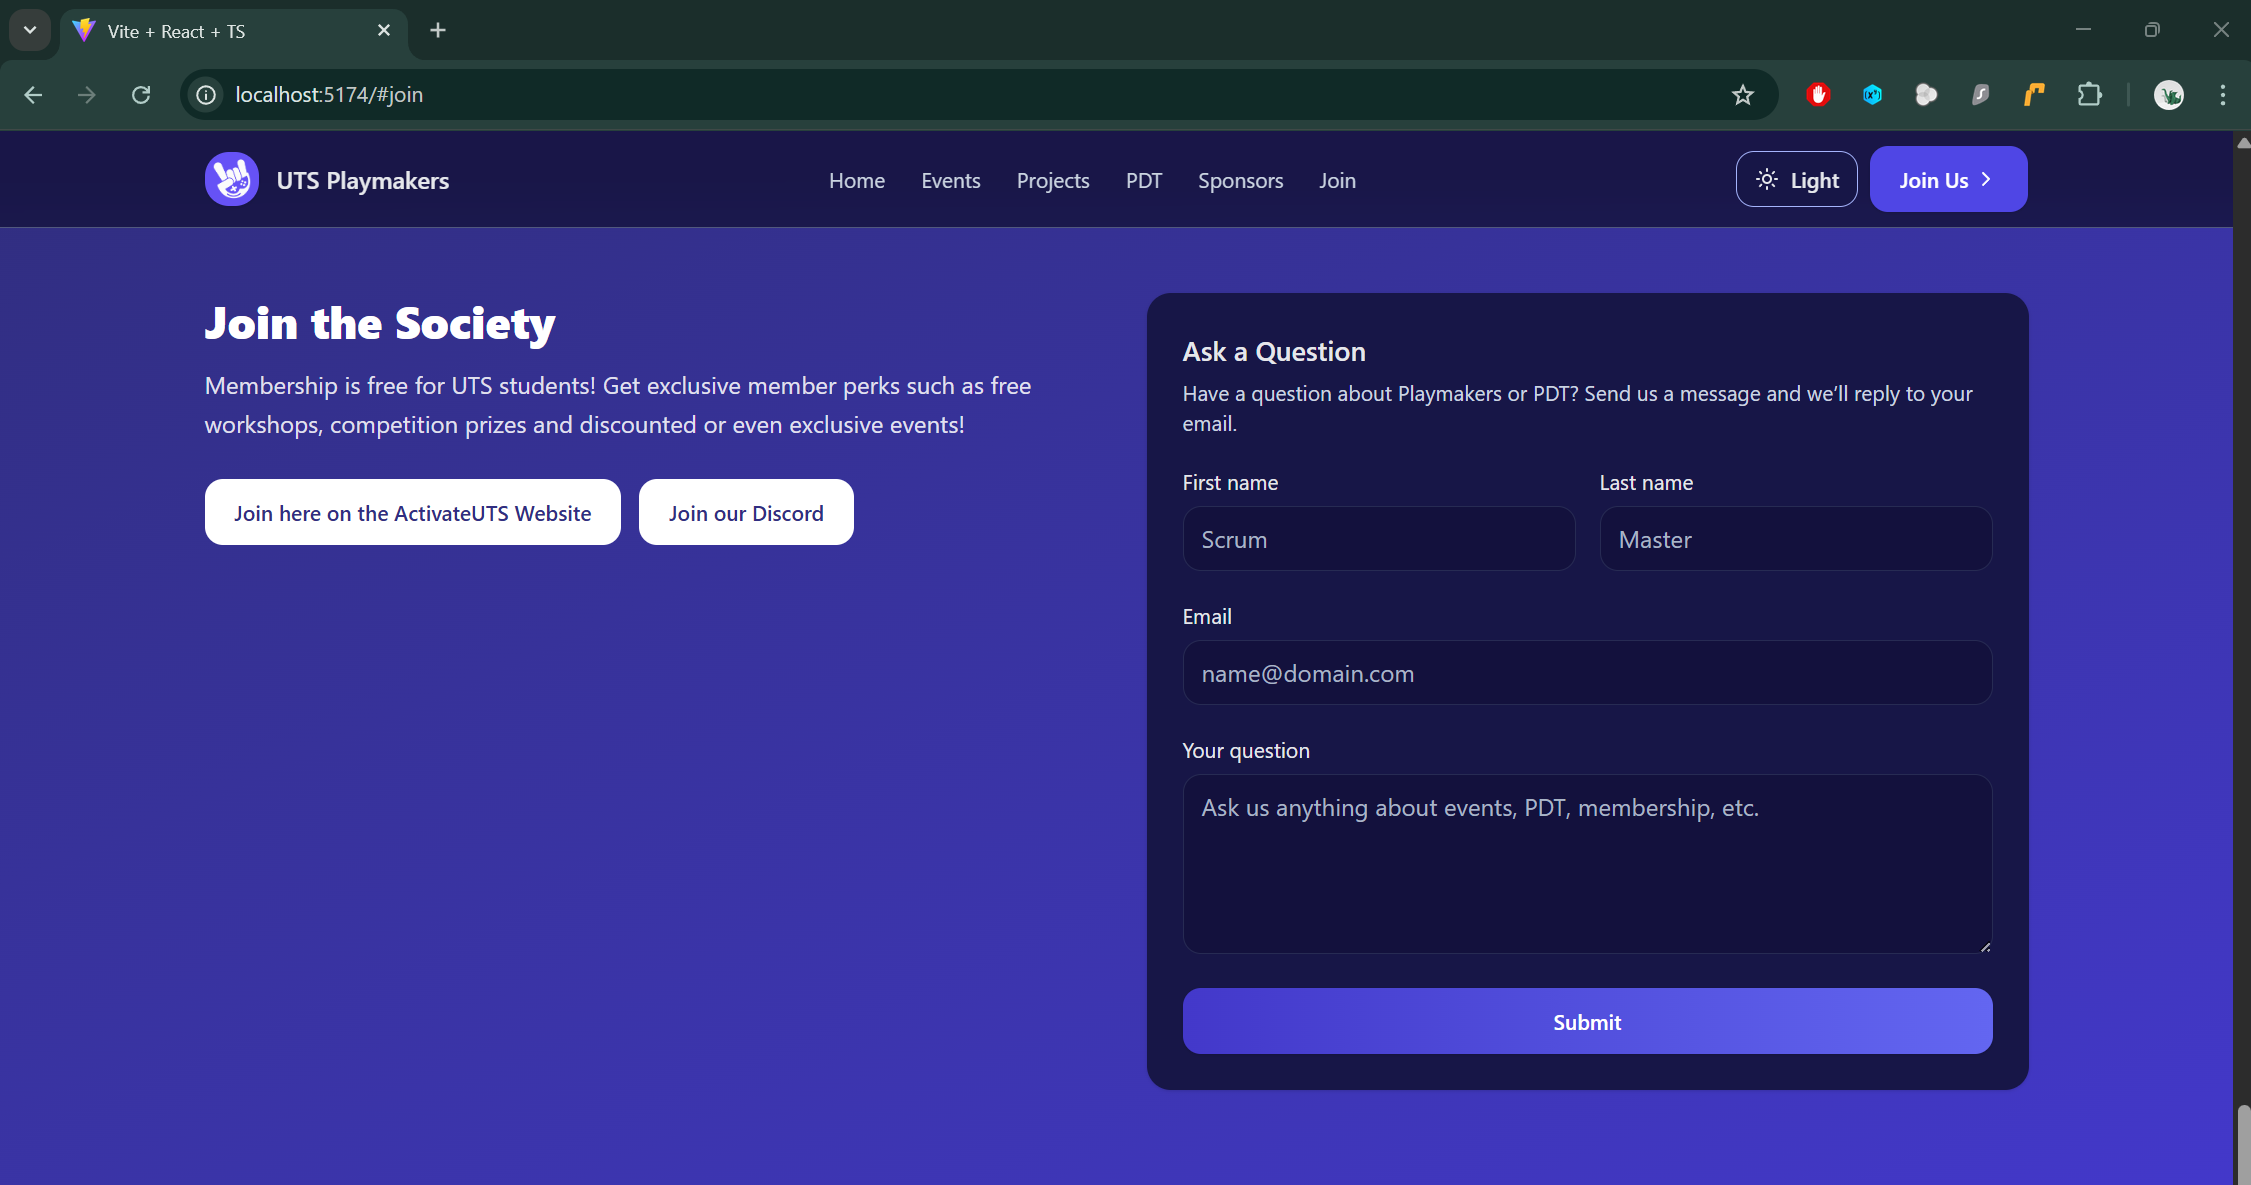 Vite + React + TS
localhost:5174/#join
UTS Playmakers
Home
Events
Projects
PDT
Sponsors
Join
Light
Join Us
Join the Society
Membership is free for UTS students! Get exclusive member perks such as free
workshops, competition prizes and discounted or even exclusive events!
Join here on the ActivateUTS Website
Join our Discord
Ask a Question
Have a question about Playmakers or PDT? Send us a message and we’ll reply to your
email.
First name
Last name
Scrum
Master
Email
name@domain.com
Your question
Ask us anything about events, PDT, membership, etc.
Submit